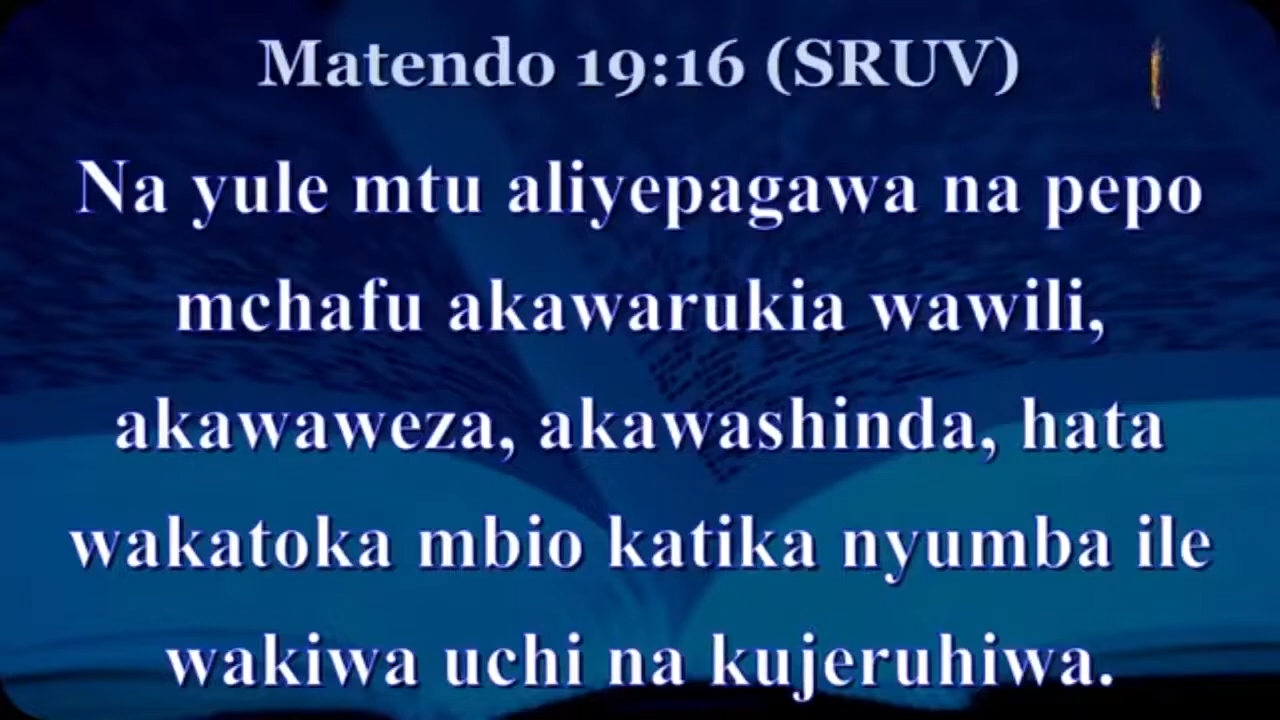 Matendo 19:16 (SRUV)
Na yule mtu aliyepagawa na pepo
mchafu akawarukia wawili,
akawaweza, akawashinda, hata
wakatoka mbio katika nyumba ile
wakiwa uchi na kujeruhiwa.